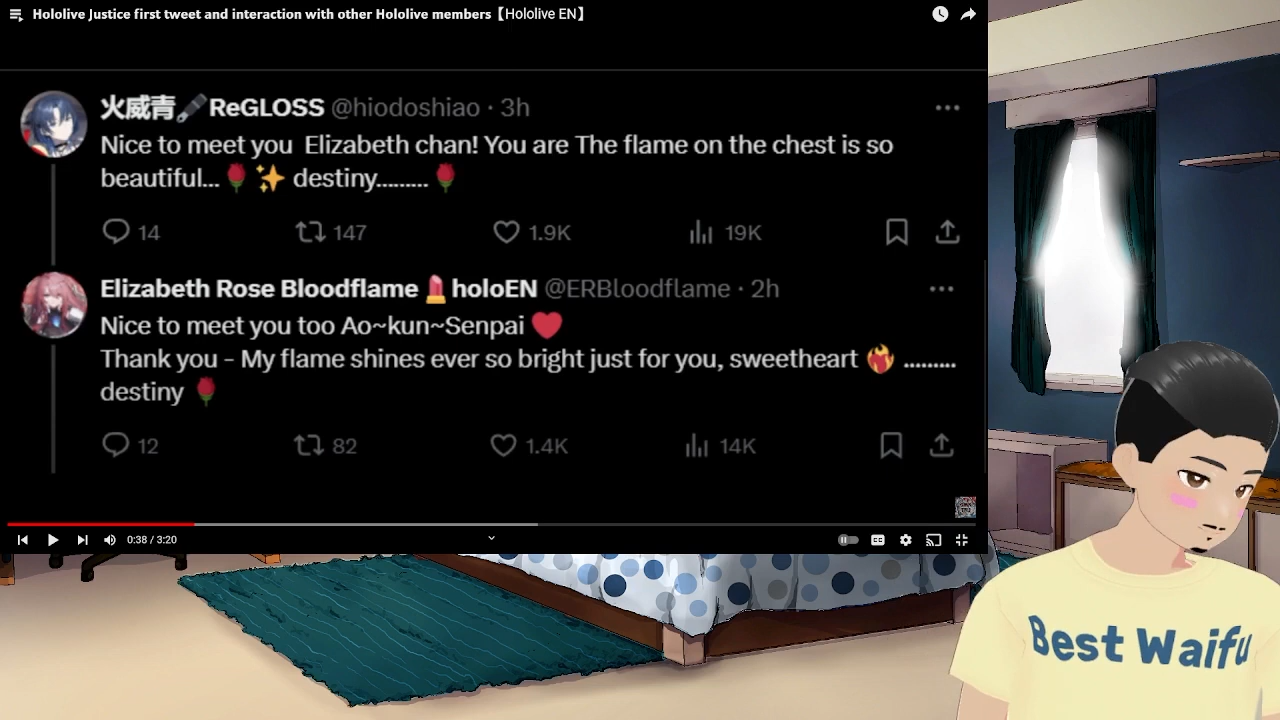 Hololive Justice first tweet and interaction with other Hololive members【Hololive EN】
火威青🖋️ReGLOSS @hiodoshiao · 3h
Nice to meet you Elizabeth chan! You are The flame on the chest is so
beautiful...🌹✨ destiny.........🌹
14 147 1.9K 19K
Elizabeth Rose Bloodflame 💄holoEN @ERBloodflame · 2h
Nice to meet you too Ao~kun~Senpai ❤️
Thank you - My flame shines ever so bright just for you, sweetheart ❤️‍🔥 .........
destiny 🌹
12 82 1.4K 14K
0:38 / 3:20
CC
Best Waifu